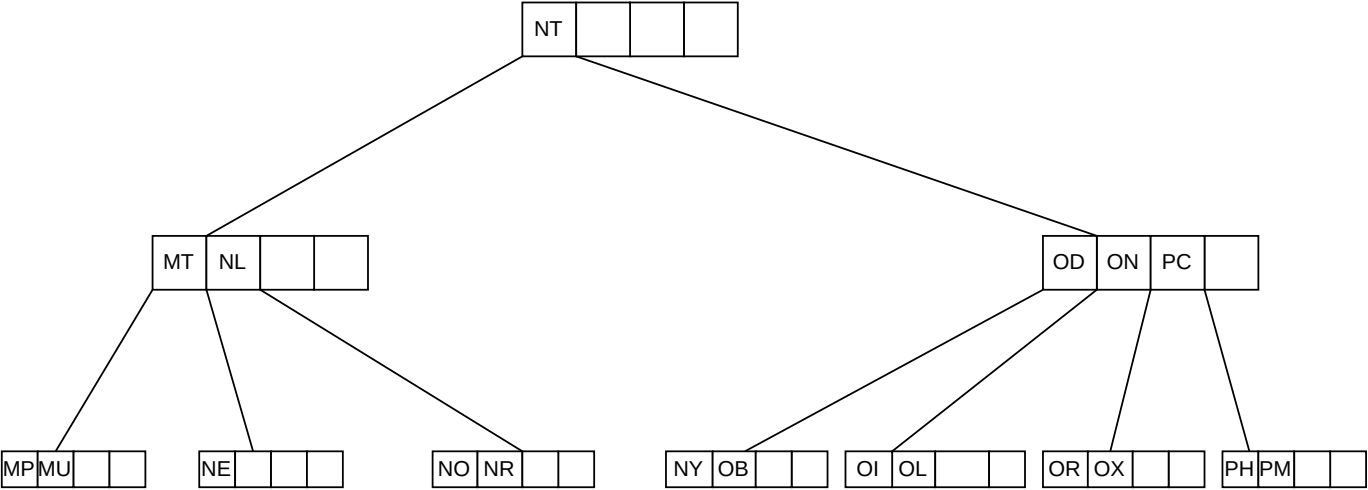 NT
MT NL
OD ON PC
MP MU
NE
NO NR
NY OB
OI OL
OR OX
PH PM